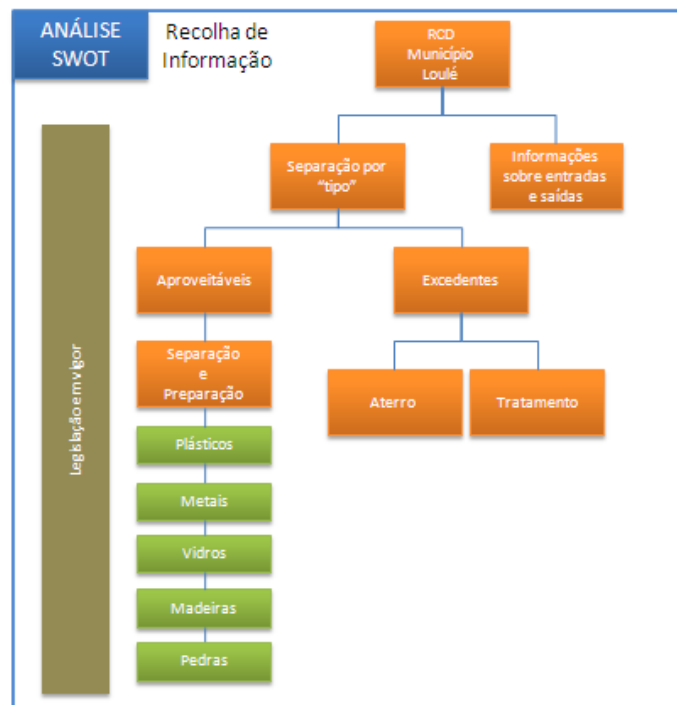 ANÁLISE
SWOT
Recolha de
Informação
RCD
Município
Loulé
Separação por
“tipo”
Informações
sobre entradas
e saídas
Aproveitáveis
Excedentes
Separação
e
Preparação
Aterro
Tratamento
Plásticos
Metais
Vidros
Madeiras
Pedras
Legislação em vigor